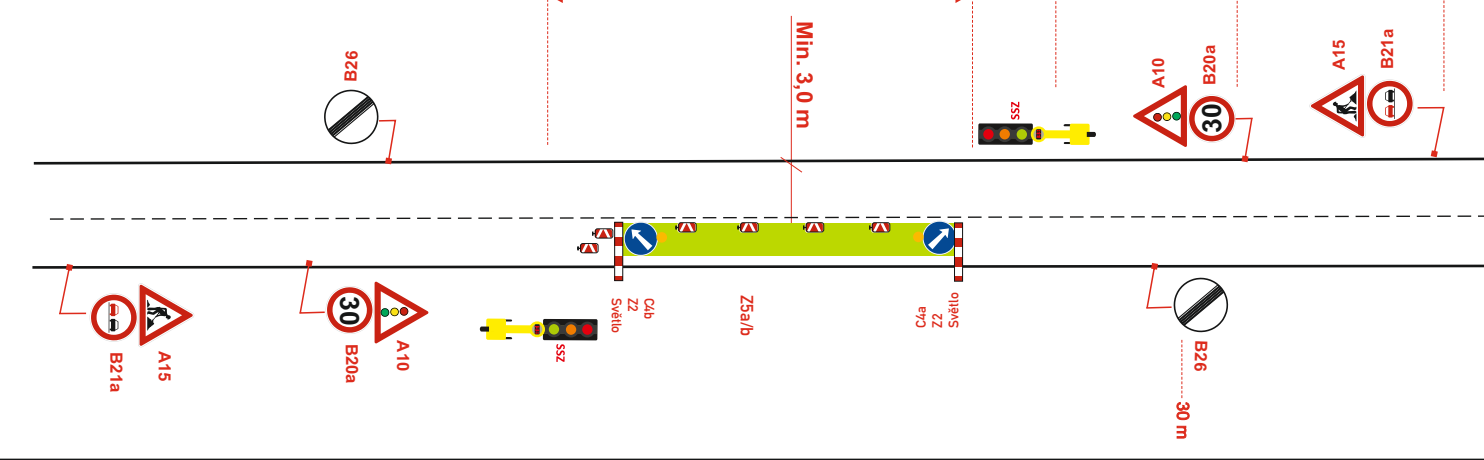 B26
Min. 3,0 m
SSZ
A10
B20a
30
A15
B21a
B21a
A15
30
B20a
A10
SSZ
C4b
Z2
Světlo
Z5a/b
C4a
Z2
Světlo
B26
30 m